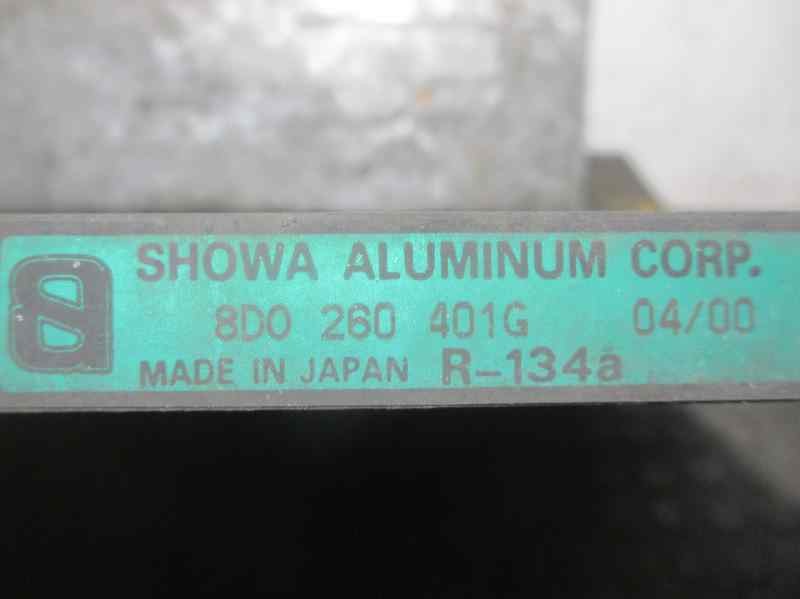 SHOWA ALUMINUM CORP.
8D0 260 401G 04/00
MADE IN JAPAN R-134a